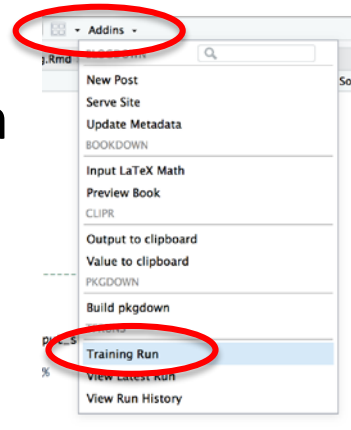 Addins
g.Rmd
BLOGDOWN
So
New Post
Serve Site
Update Metadata
BOOKDOWN
Input LaTeX Math
Preview Book
CLIPR
Output to clipboard
Value to clipboard
PKGDOWN
Build pkgdown
Training Run
%
View Latest Run
View Run History